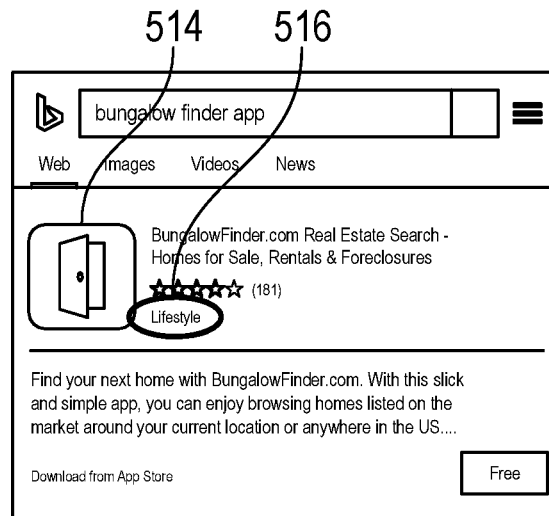 514 516
bungalow finder app
Web Images Videos News
BungalowFinder.com Real Estate Search -
Homes for Sale, Rentals & Foreclosures
(181)
Lifestyle
Find your next home with BungalowFinder.com. With this slick
and simple app, you can enjoy browsing homes listed on the
market around your current location or anywhere in the US....
Download from App Store
Free